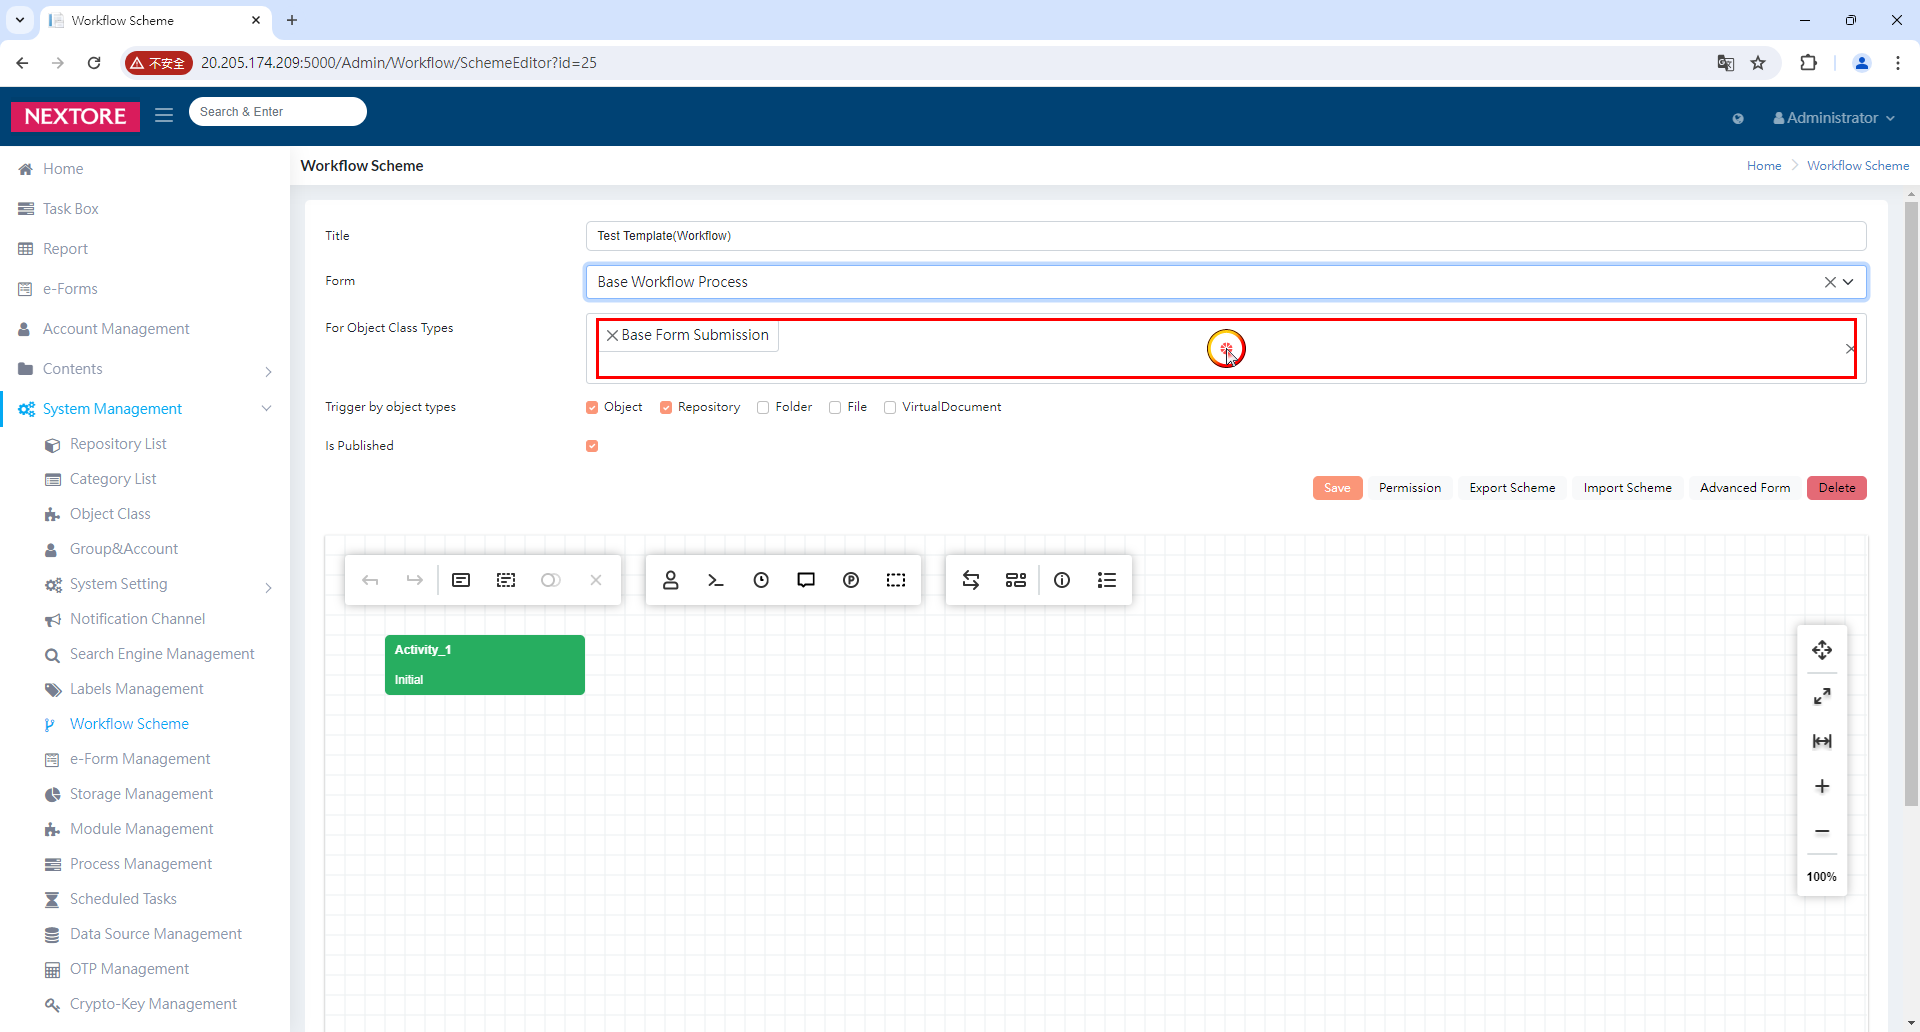 Workflow Scheme
不安全
20.205.174.209:5000/Admin/Workflow/SchemeEditor?id=25
NEXTORE
Search & Enter
Administrator
Home
Task Box
Report
e-Forms
Account Management
Contents
System Management
Repository List
Category List
Object Class
Group&Account
System Setting
Notification Channel
Search Engine Management
Labels Management
Workflow Scheme
e-Form Management
Storage Management
Module Management
Process Management
Scheduled Tasks
Data Source Management
OTP Management
Crypto-Key Management
Workflow Scheme
Home Workflow Scheme
Title Test Template(Workflow)
Form Base Workflow Process
For Object Class Types Base Form Submission
Trigger by object types Object Repository Folder File VirtualDocument
Is Published
Save Permission Export Scheme Import Scheme Advanced Form Delete
Activity_1
Initial
100%